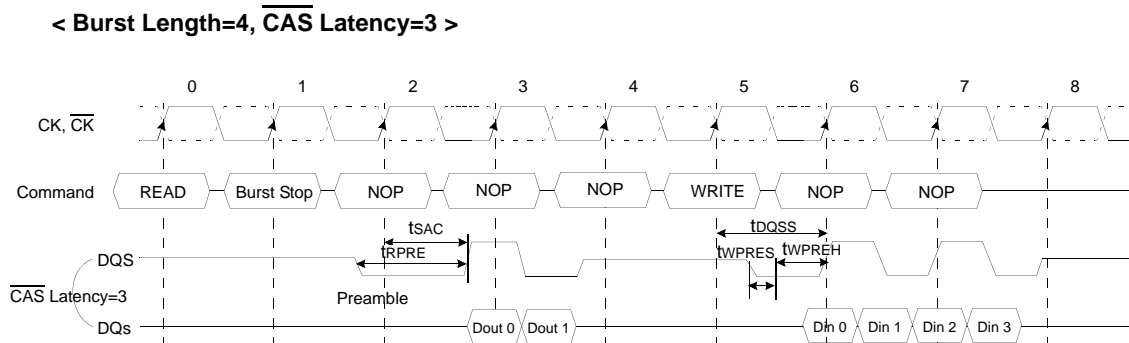 < Burst Length=4, CAS Latency=3 >
0 1 2 3 4 5 6 7 8
CK, CK
Command READ Burst Stop NOP NOP NOP WRITE NOP NOP
tSAC tDQSS
tRPRE tWPRES tWPREH
DQS
CAS Latency=3 Preamble
DQs Dout 0 Dout 1 Din 0 Din 1 Din 2 Din 3